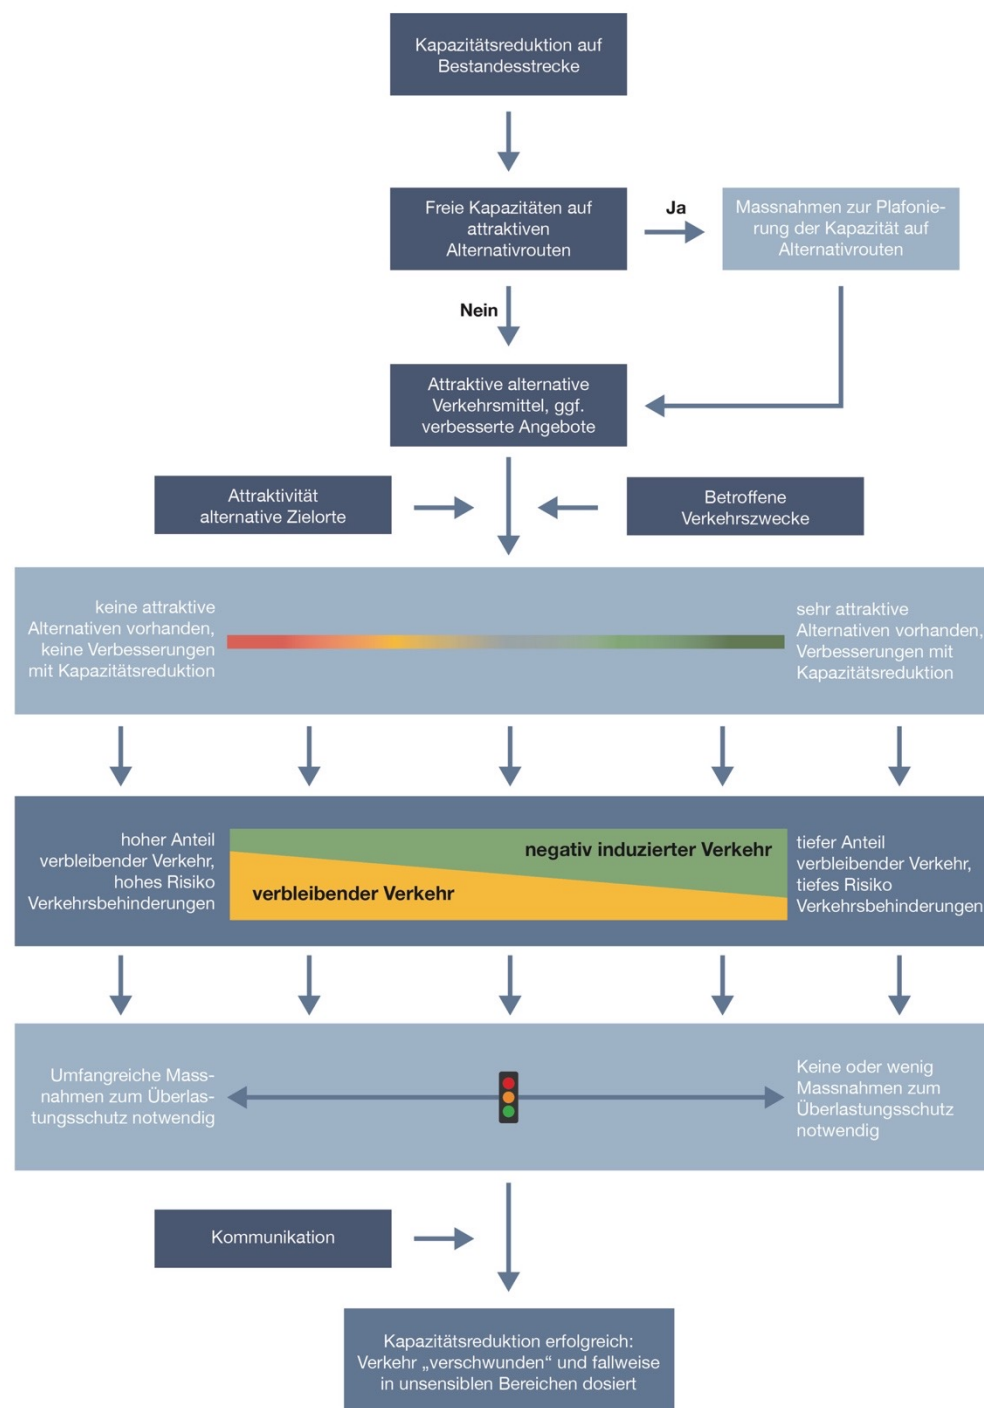 Kapazitätsreduktion auf
Bestandesstrecke
Freie Kapazitäten auf
attraktiven
Alternativrouten
Ja
Massnahmen zur Plafonie-
rung der Kapazität auf
Alternativrouten
Nein
Attraktive alternative
Verkehrsmittel, ggf.
verbesserte Angebote
Attraktivität
alternative Zielorte
Betroffene
Verkehrszwecke
keine attraktive
Alternativen vorhanden,
keine Verbesserungen
mit Kapazitätsreduktion
sehr attraktive
Alternativen vorhanden,
Verbesserungen mit
Kapazitätsreduktion
hoher Anteil
verbleibender Verkehr,
hohes Risiko
Verkehrsbehinderungen
negativ induzierter Verkehr
verbleibender Verkehr
tiefer Anteil
verbleibender Verkehr,
tiefes Risiko
Verkehrsbehinderungen
Umfangreiche Mass-
nahmen zum Überlas-
tungsschutz notwendig
Keine oder wenig
Massnahmen zum
Überlastungsschutz
notwendig
Kommunikation
Kapazitätsreduktion erfolgreich:
Verkehr „verschwunden“ und fallweise
in unsensiblen Bereichen dosiert